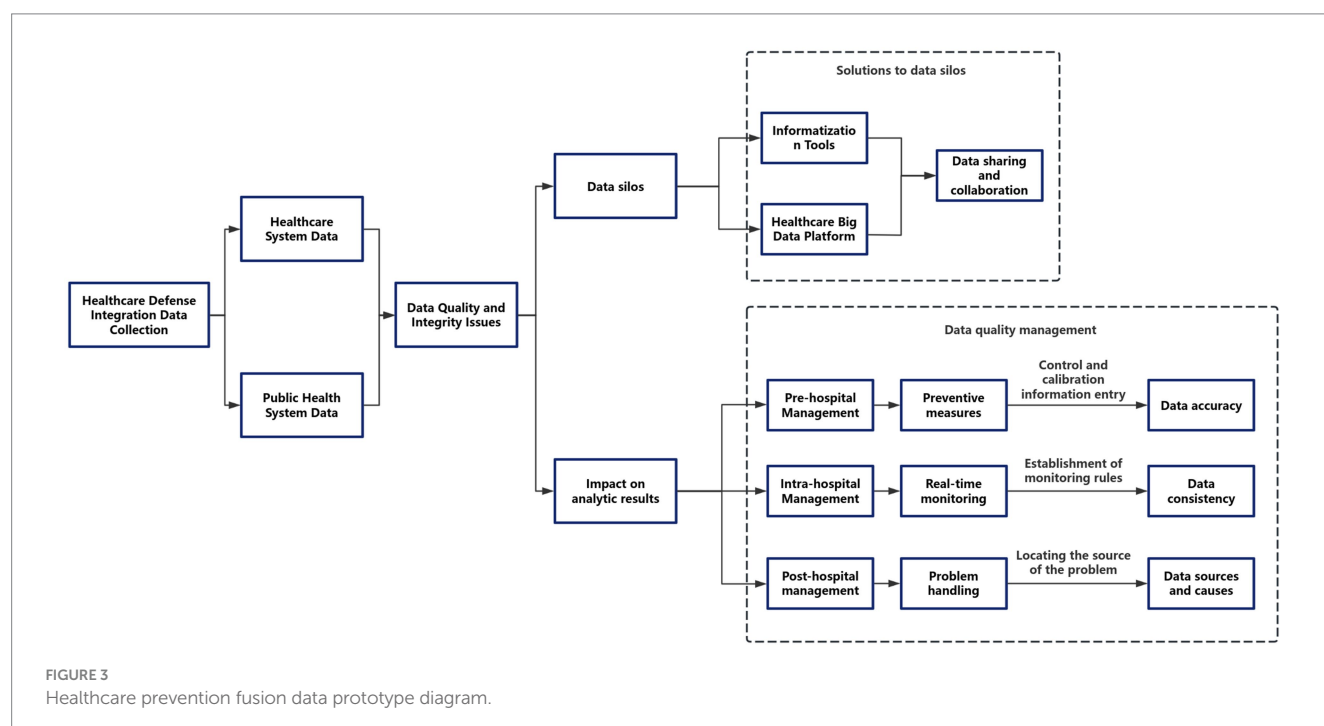 Solutions to data silos
Informatizatio
n Tools
Data sharing
and
collaboration
Data silos
Healthcare Big
Data Platform
Healthcare
System Data
Healthcare Defense
Integration Data
Collection
Data Quality and
Integrity Issues
Public Health
System Data
Data quality management
Pre-hospital
Management
Preventive
measures
Control and
calibration
information entry
Data accuracy
Impact on
analytic results
Intra-hospital
Management
Real-time
monitoring
Establishment of
monitoring rules
Data
consistency
Post-hospital
management
Problem
handling
Locating the source
of the problem
Data sources
and causes
FIGURE 3
Healthcare prevention fusion data prototype diagram.